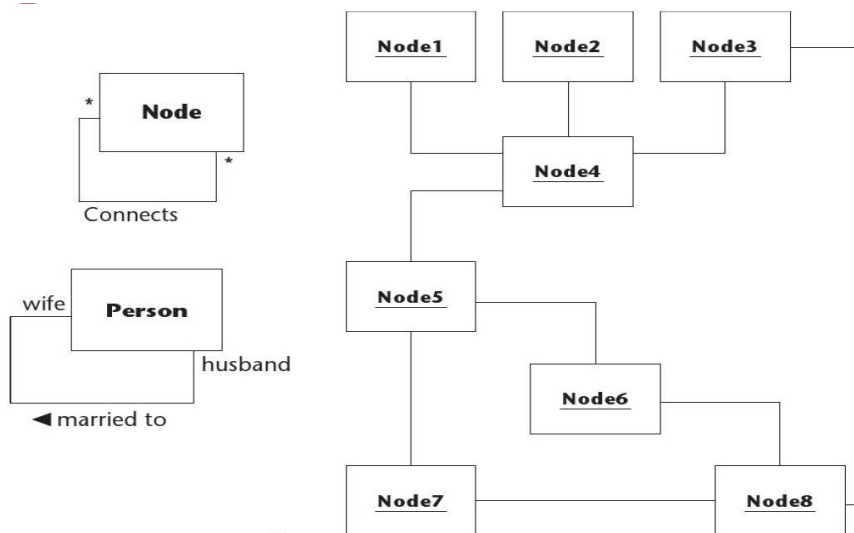 Node
*
*
Connects
Person
wife
husband
◄ married to
Node1
Node2
Node3
Node4
Node5
Node6
Node7
Node8